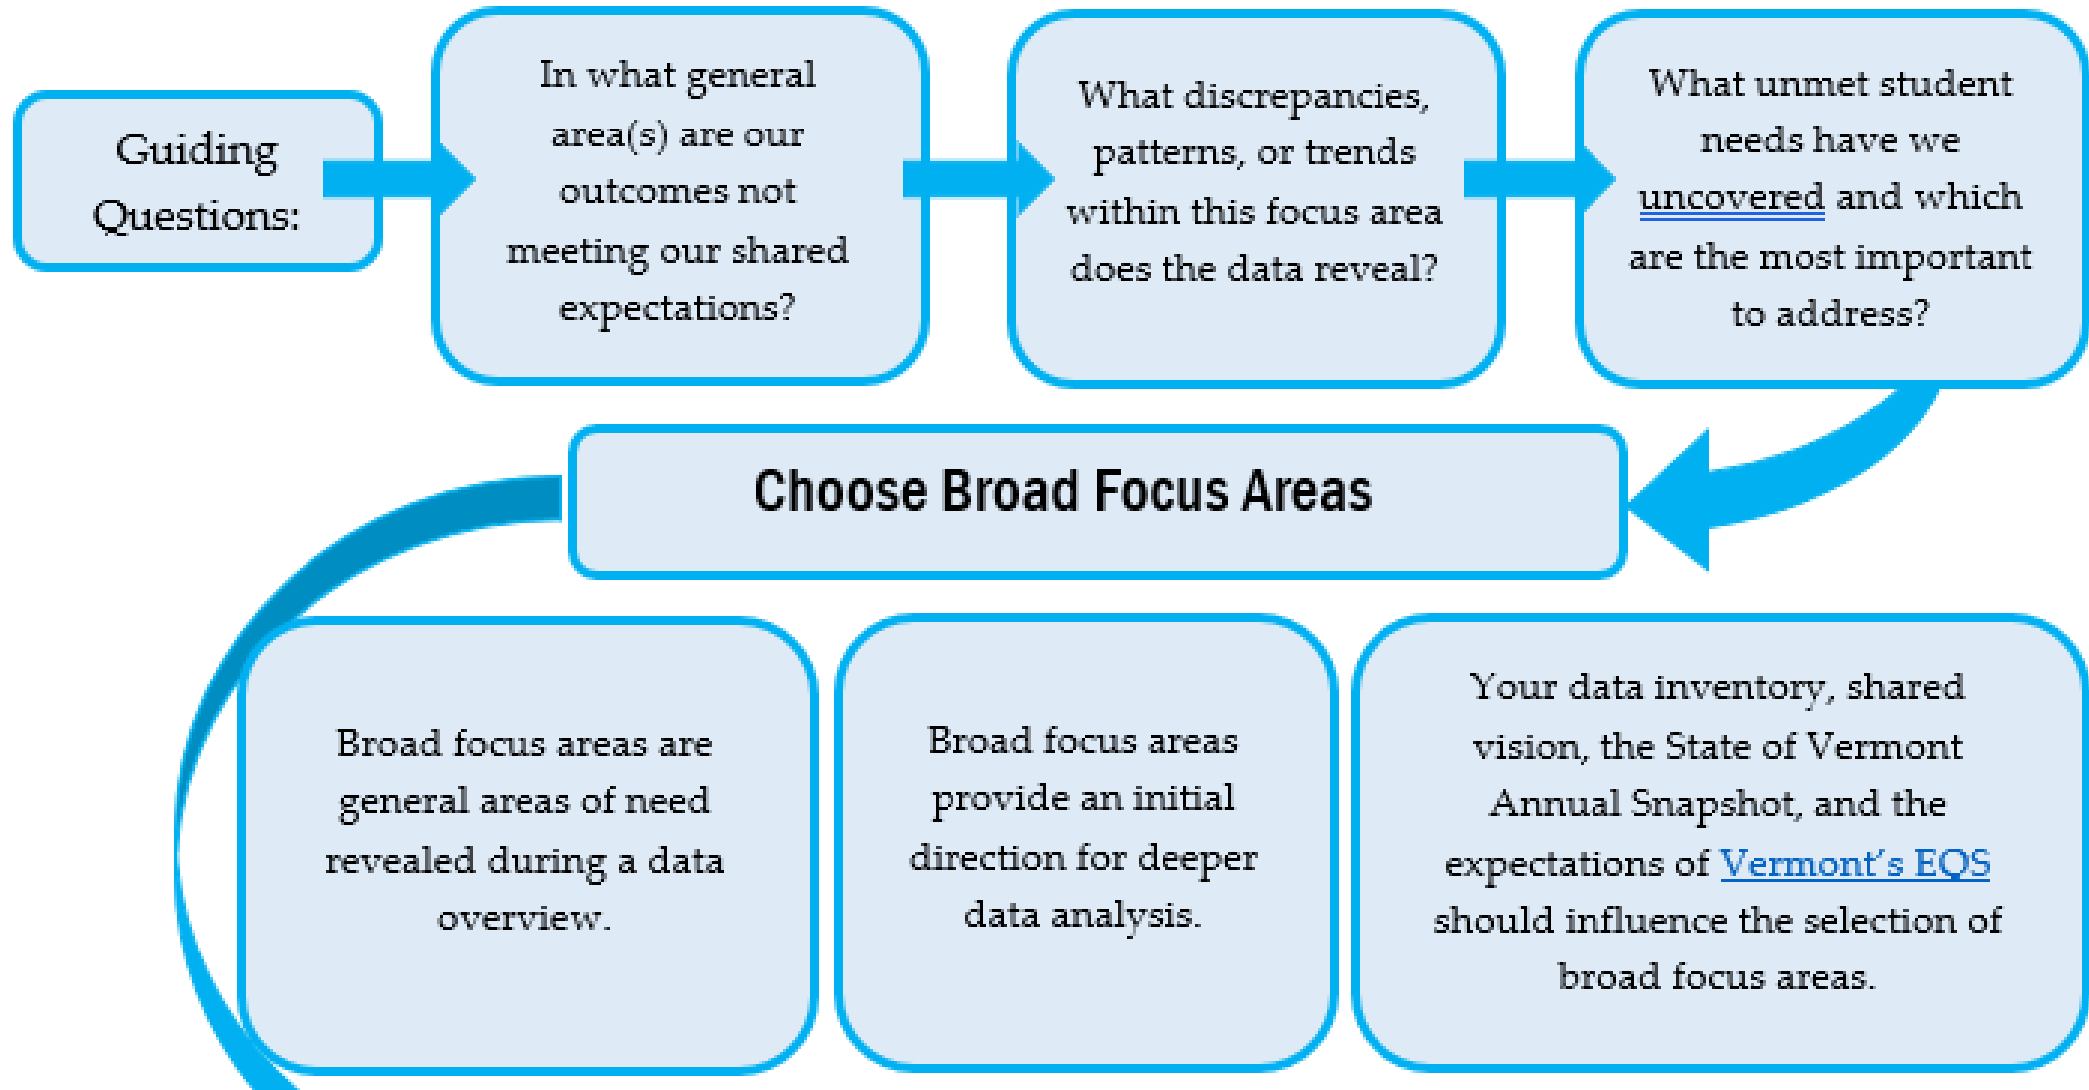 Guiding
Questions:
In what general
area(s) are our
outcomes not
meeting our shared
expectations?
What discrepancies,
patterns, or trends
within this focus area
does the data reveal?
What unmet student
needs have we
uncovered and which
are the most important
to address?
Choose Broad Focus Areas
Broad focus areas are
general areas of need
revealed during a data
overview.
Broad focus areas
provide an initial
direction for deeper
data analysis.
Your data inventory, shared
vision, the State of Vermont
Annual Snapshot, and the
expectations of Vermont's EQS
should influence the selection of
broad focus areas.